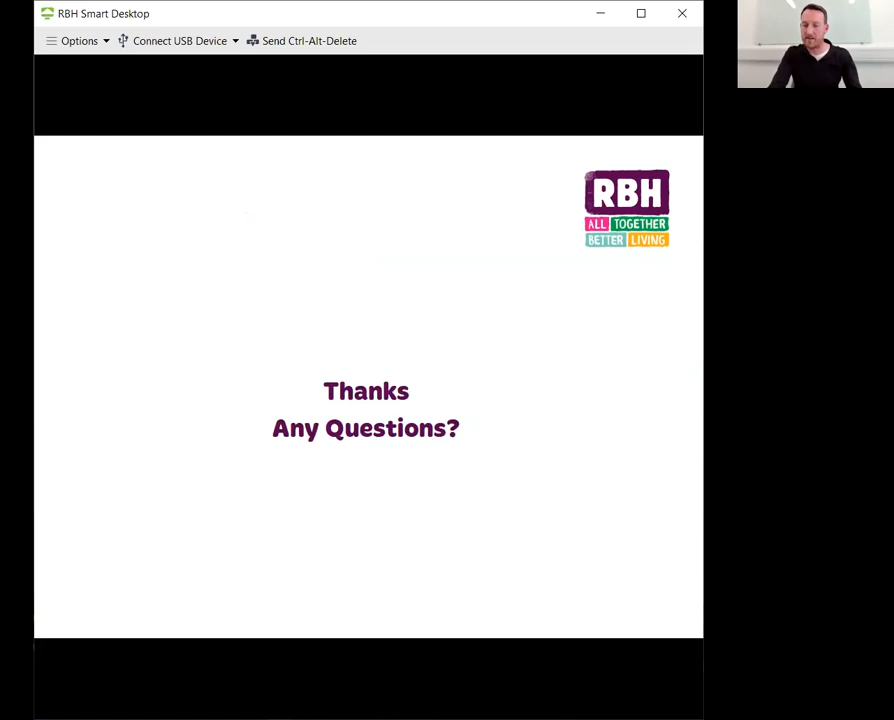 RBH Smart Desktop
Options
Connect USB Device
Send Ctrl-Alt-Delete
RBH
ALL TOGETHER
BETTER LIVING
Thanks
Any Questions?